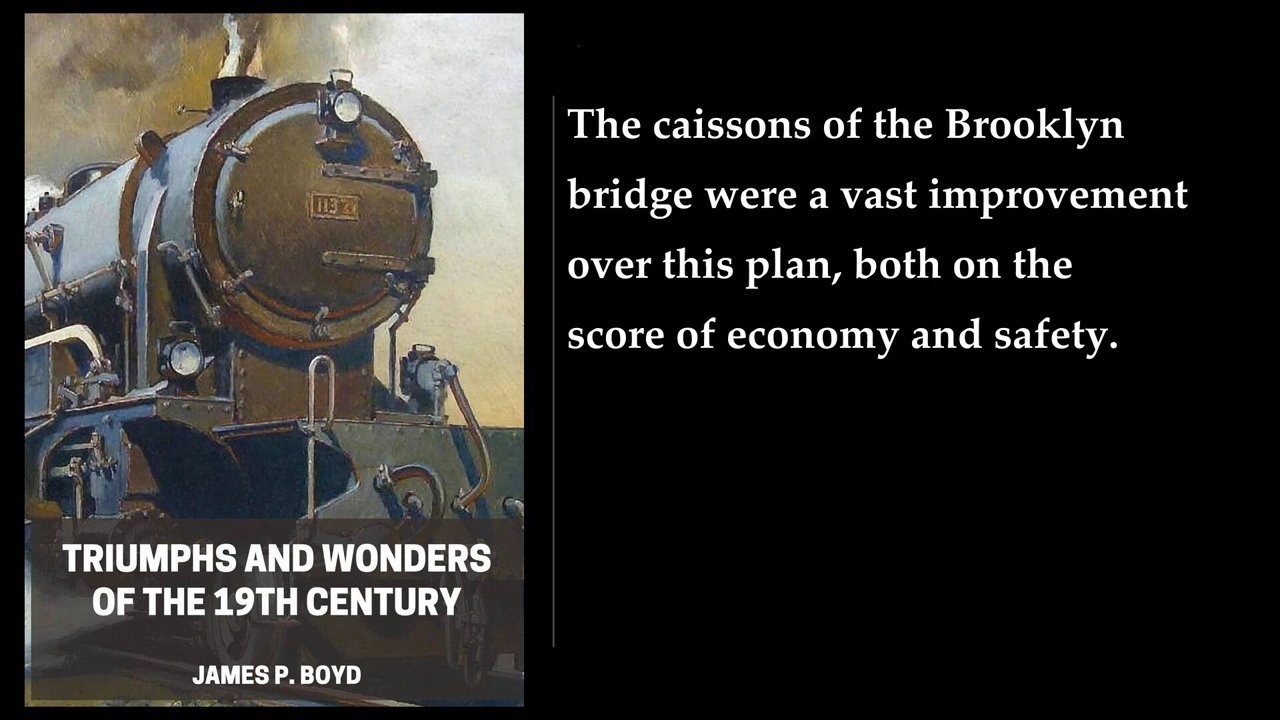 The caissons of the Brooklyn
bridge were a vast improvement
over this plan, both on the
score of economy and safety.
TRIUMPHS AND WONDERS
OF THE 19TH CENTURY
JAMES P. BOYD